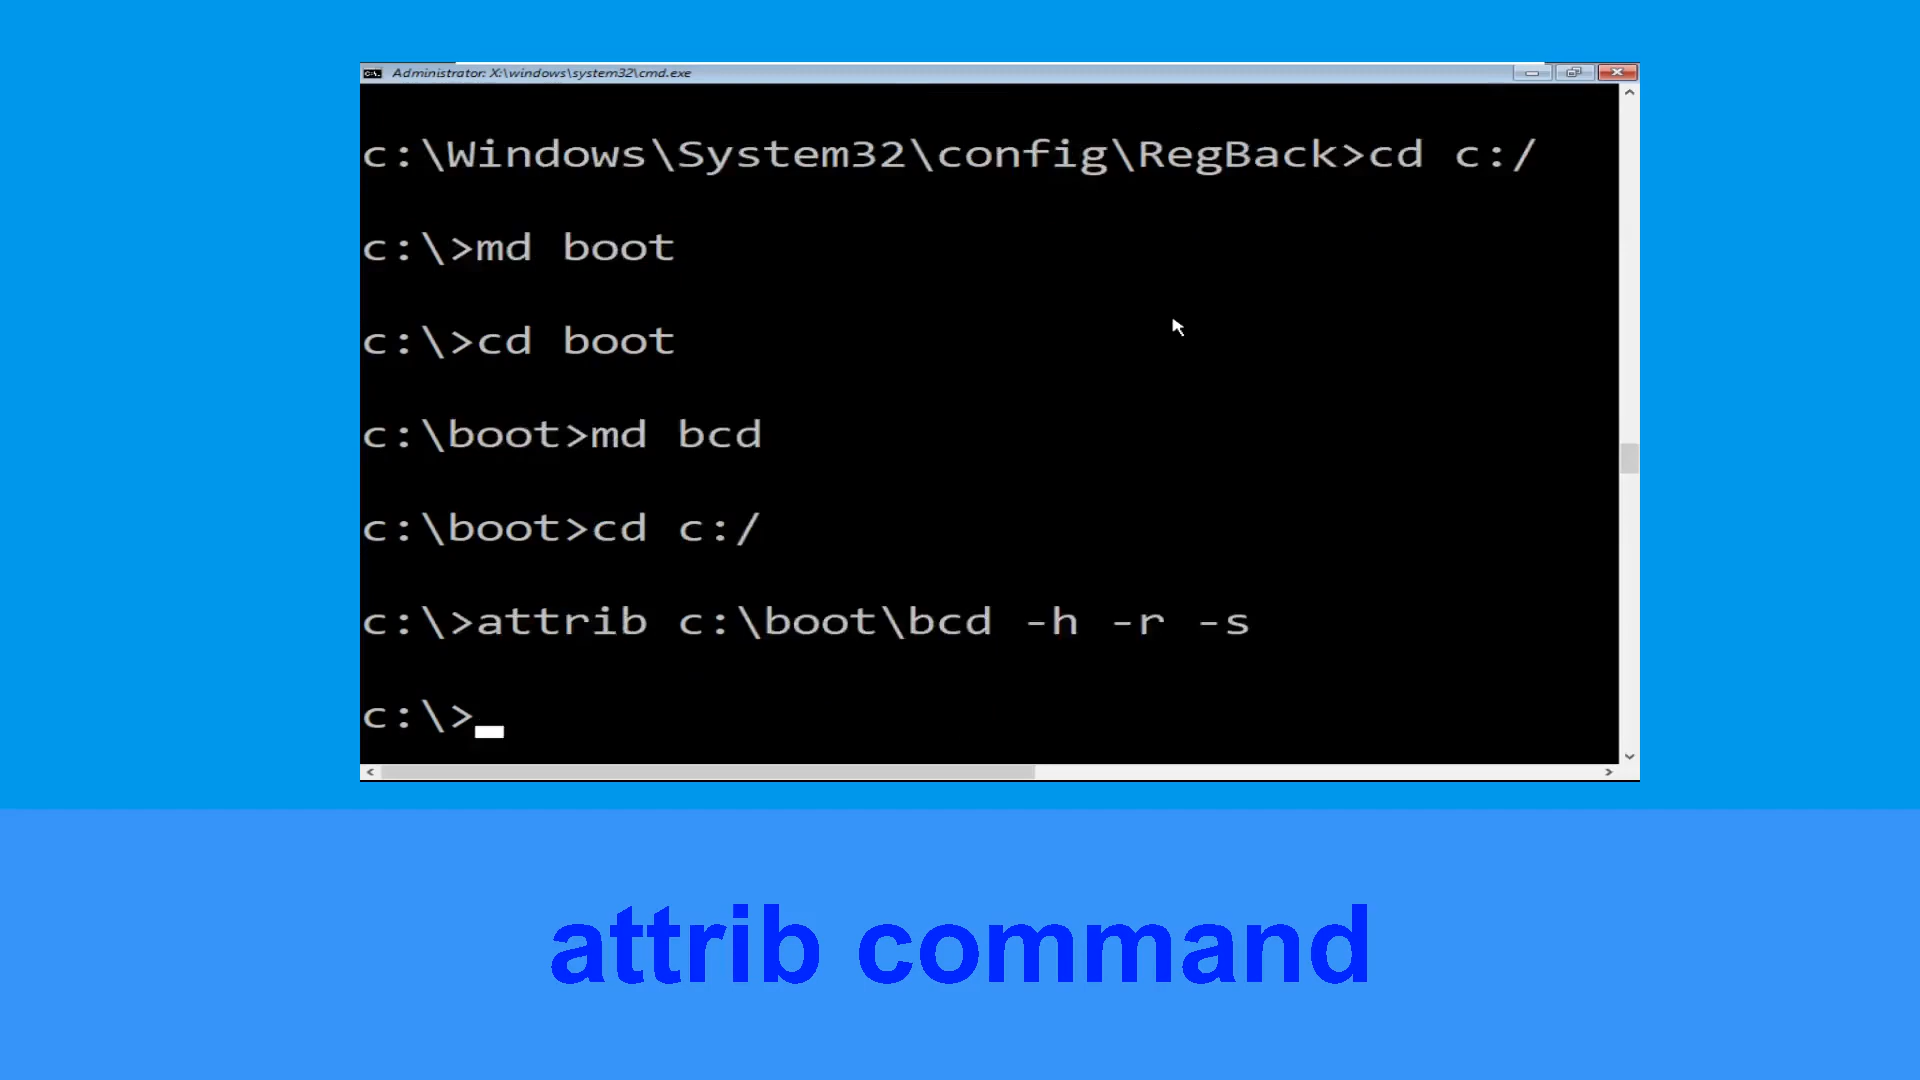 Administrator: X:\windows\system32\cmd.exe
c:\Windows\System32\config\RegBack>cd c:/
c:\>md boot
c:\>cd boot
c:\boot>md bcd
c:\boot>cd c:/
c:\>attrib c:\boot\bcd -h -r -s
c:\>
attrib command